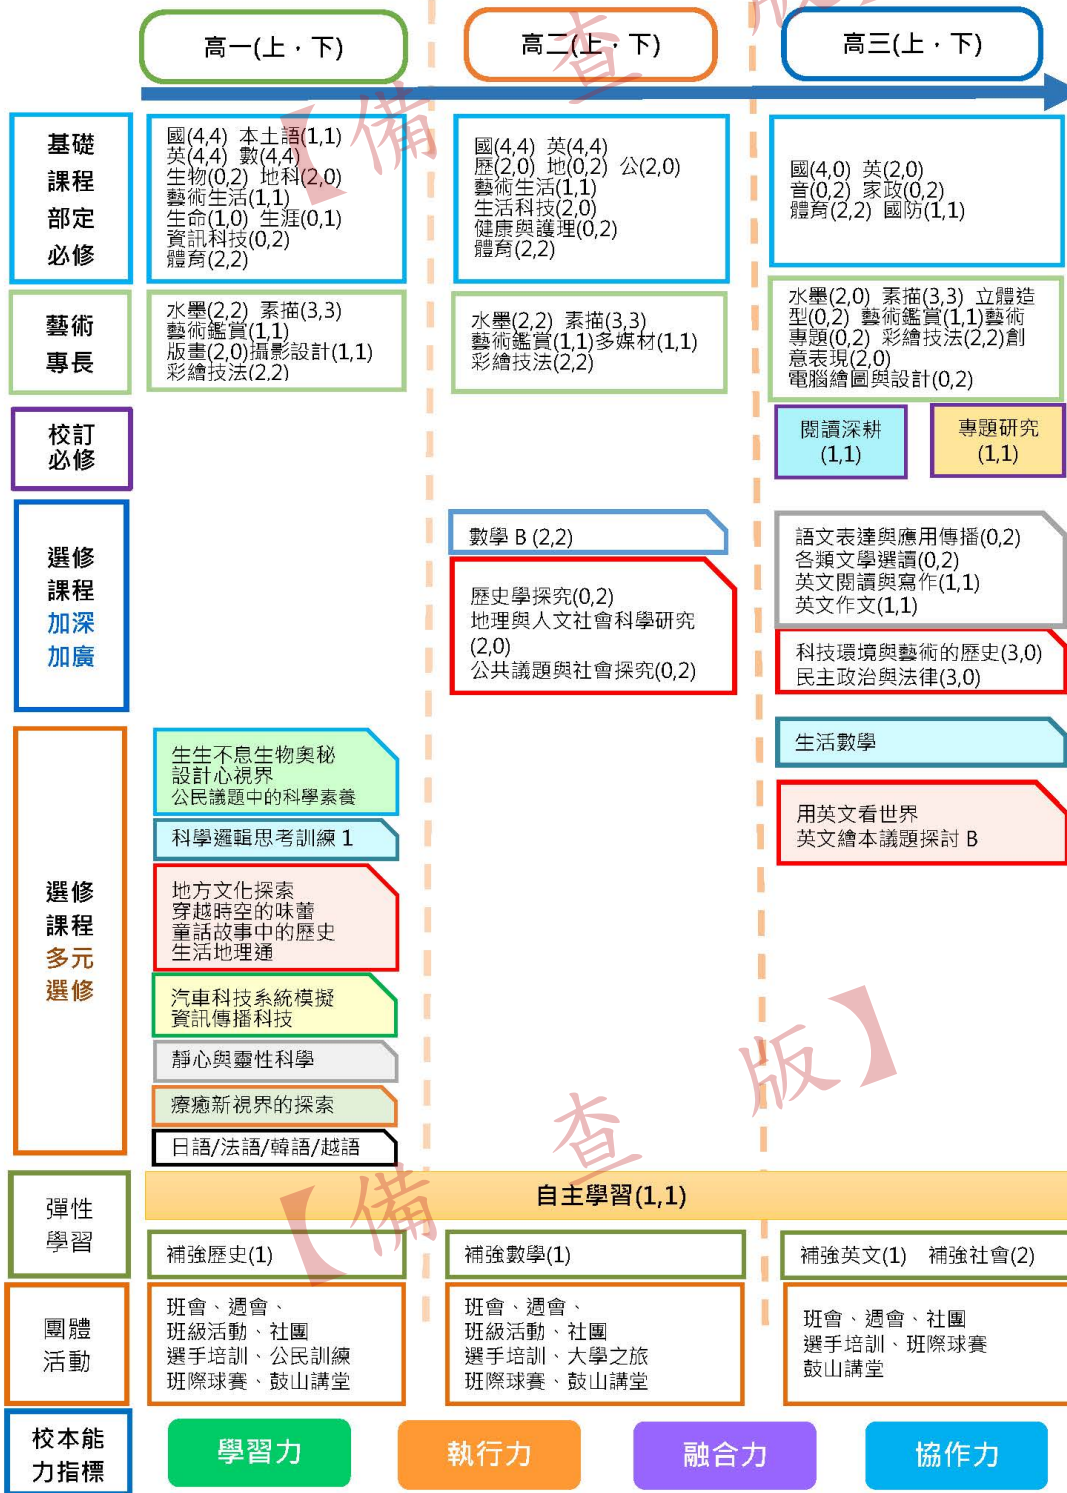 高一(上，下)
高二(上，下)
高三(上，下)
基礎
課程
部定
必修
國(4,4) 本土語(1,1)
英(4,4) 數(4,4)
生物(0,2) 地科(2,0)
藝術生活(1,1)
生命(1,0) 生涯(0,1)
資訊科技(0,2)
體育(2,2)
國(4,4) 英(4,4)
歷(2,0) 地(0,2) 公(2,0)
藝術生活(1,1)
生活科技(2,0)
健康與護理(0,2)
體育(2,2)
國(4,0) 英(2,0)
音(0,2) 家政(0,2)
體育(2,2) 國防(1,1)
藝術
專長
水墨(2,2) 素描(3,3)
藝術鑑賞(1,1)
版畫(2,0)攝影設計(1,1)
彩繪技法(2,2)
水墨(2,2) 素描(3,3)
藝術鑑賞(1,1)多媒材(1,1)
彩繪技法(2,2)
水墨(2,0) 素描(3,3) 立體造
型(0,2) 藝術鑑賞(1,1)藝術
專題(0,2) 彩繪技法(2,2)創
意表現(2,0)
電腦繪圖與設計(0,2)
校訂
必修
閱讀深耕
(1,1)
專題研究
(1,1)
選修
課程
加深
加廣
數學 B (2,2)
歷史學探究(0,2)
地理與人文社會科學研究
(2,0)
公共議題與社會探究(0,2)
語文表達與應用傳播(0,2)
各類文學選讀(0,2)
英文閱讀與寫作(1,1)
英文作文(1,1)
科技環境與藝術的歷史(3,0)
民主政治與法律(3,0)
選修
課程
多元
選修
生生不息生物奧秘
設計心視界
公民議題中的科學素養
科學邏輯思考訓練 1
地方文化探索
穿越時空的味蕾
童話故事中的歷史
生活地理通
汽車科技系統模擬
資訊傳播科技
靜心與靈性科學
療癒新視界的探索
日語/法語/韓語/越語
生活數學
用英文看世界
英文繪本議題探討 B
彈性
學習
自主學習(1,1)
補強歷史(1)
補強數學(1)
補強英文(1) 補強社會(2)
團體
活動
班會、週會、
班級活動、社團
選手培訓、公民訓練
班際球賽、鼓山講堂
班會、週會、
班級活動、社團
選手培訓、大學之旅
班際球賽、鼓山講堂
班會、週會、社團
選手培訓、班際球賽
鼓山講堂
校本能
力指標
學習力
執行力
融合力
協作力
【備查版】
【備查版】